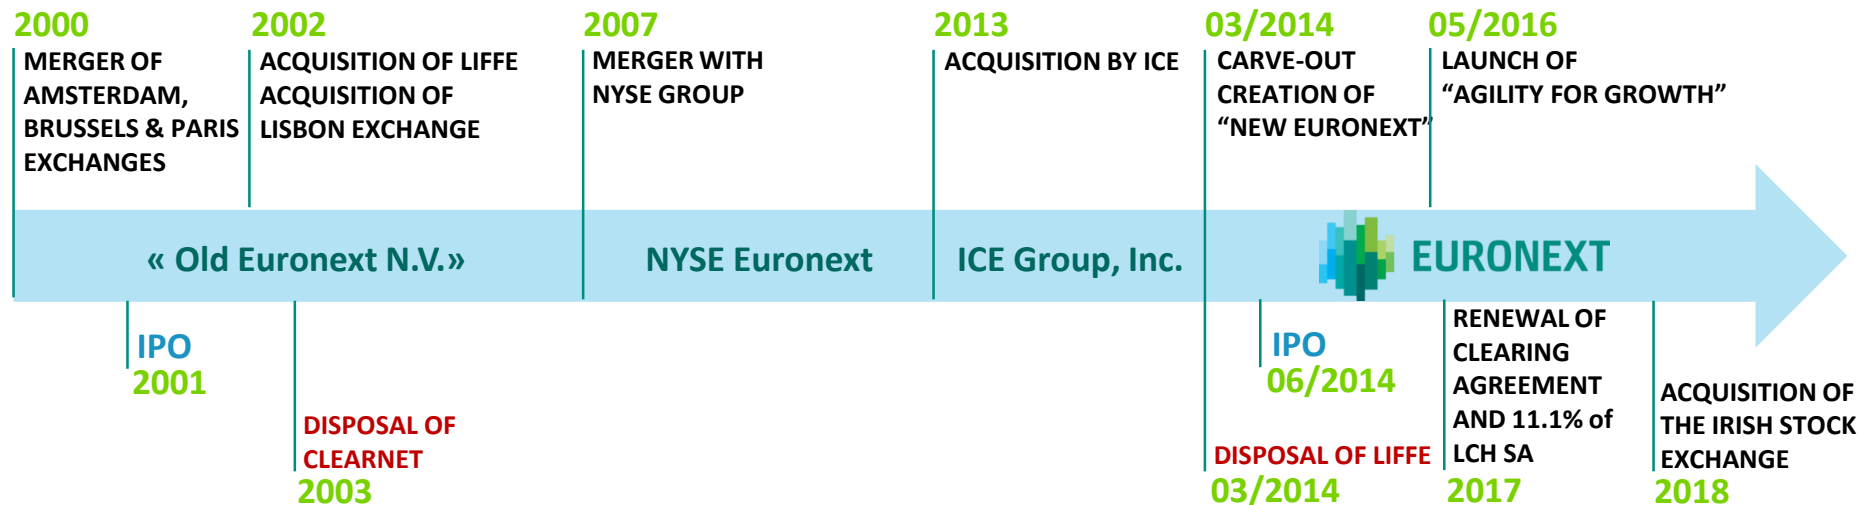 2000
MERGER OF
AMSTERDAM,
BRUSSELS & PARIS
EXCHANGES
2002
ACQUISITION OF LIFFE
ACQUISITION OF
LISBON EXCHANGE
2007
MERGER WITH
NYSE GROUP
2013
ACQUISITION BY ICE
03/2014
CARVE-OUT
CREATION OF
“NEW EURONEXT”
05/2016
LAUNCH OF
“AGILITY FOR GROWTH”
« Old Euronext N.V.»
NYSE Euronext
ICE Group, Inc.
EURONEXT
IPO
2001
DISPOSAL OF
CLEARNET
2003
DISPOSAL OF LIFFE
03/2014
IPO
06/2014
RENEWAL OF
CLEARING
AGREEMENT
AND 11.1% of
LCH SA
2017
ACQUISITION OF
THE IRISH STOCK
EXCHANGE
2018